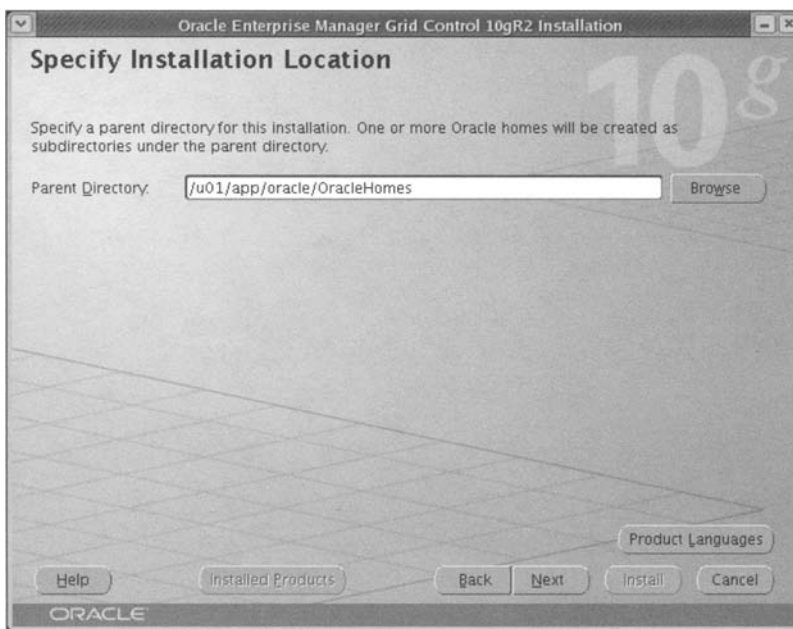 Oracle Enterprise Manager Grid Control 10gR2 Installation
Specify Installation Location
10g
Specify a parent directory for this installation. One or more Oracle homes will be created as
subdirectories under the parent directory.
Parent Directory: /u01/app/oracle/OracleHomes Browse
Product Languages
Help Installed Products Back Next Install Cancel
ORACLE